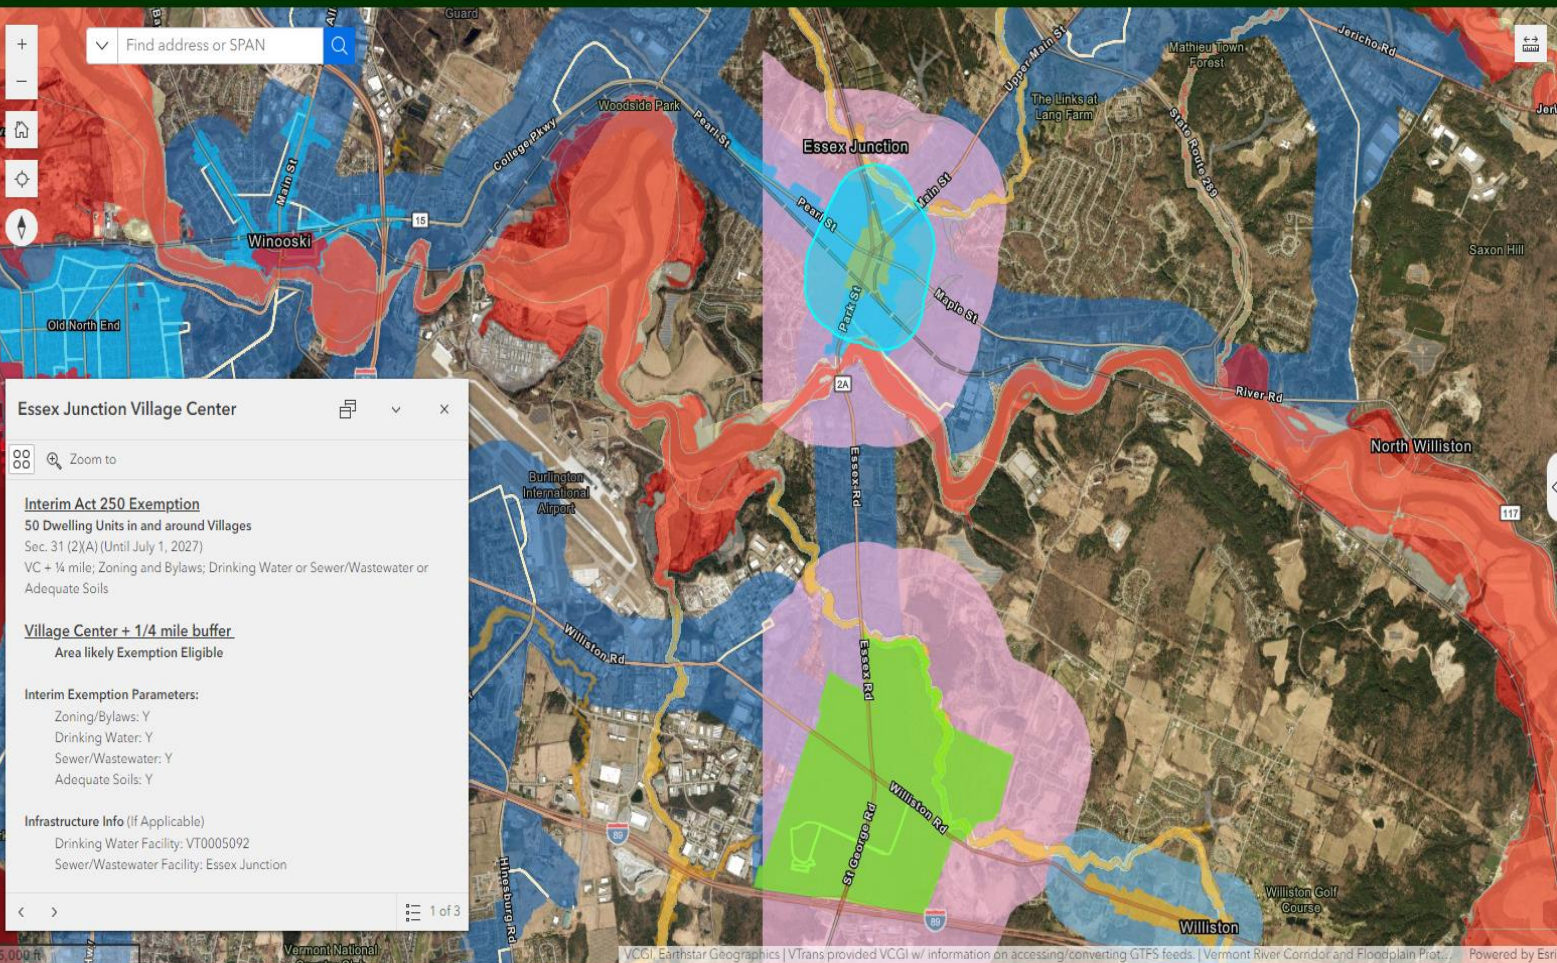 +
−
Find address or SPAN
Guard
Woodside Park
Pearl St
College Pkwy
Main St
Winooski
15
Old North End
Essex Junction
Upper Main St
The Links at
Lang Farm
Mathieu Town
Forest
Jericho Rd
State Route 289
Saxon Hill
Main St
Pearl St
Park St
Maple St
2A
River Rd
North Williston
117
Essex Junction Village Center
Zoom to
Interim Act 250 Exemption
50 Dwelling Units in and around Villages
Sec. 31 (2)(A) (Until July 1, 2027)
VC + ¼ mile; Zoning and Bylaws; Drinking Water or Sewer/Wastewater or
Adequate Soils
Village Center + 1/4 mile buffer
Area likely Exemption Eligible
Interim Exemption Parameters:
Zoning/Bylaws: Y
Drinking Water: Y
Sewer/Wastewater: Y
Adequate Soils: Y
Infrastructure Info (If Applicable)
Drinking Water Facility: VT0005092
Sewer/Wastewater Facility: Essex Junction
1 of 3
Burlington
International
Airport
Essex Rd
Williston Rd
Essex Rd
Williston Rd
St George Rd
89
89
Hinesburg Rd
Williston Golf
Course
Williston
Vermont National
5,000 ft
VCGI, Earthstar Geographics | VTrans provided VCGI w/ information on accessing/converting GTFS feeds. | Vermont River Corridor and Floodplain Prot...
Powered by Esri